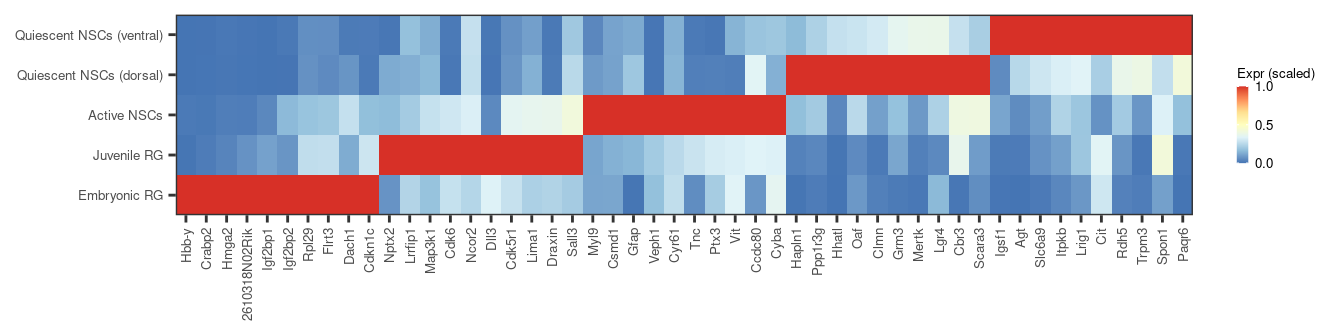 Quiescent NSCs (ventral)
Quiescent NSCs (dorsal)
Active NSCs
Juvenile RG
Embryonic RG
Hbb-y
Crabp2
Hmga2
2610318N02Rik
Igf2bp1
Igf2bp2
Rpl29
Flrt3
Dach1
Cdkn1c
Nptx2
Lrrfip1
Map3k1
Cdk6
Ncor2
Dll3
Cdk5r1
Lima1
Draxin
Sall3
Myl9
Csmd1
Gfap
Veph1
Cyr61
Tnc
Ptx3
Vit
Ccdc80
Cyba
Hapln1
Ppp1r3g
Hhatl
Oaf
Clmn
Grm3
Mertk
Lgr4
Cbr3
Scara3
Igsf1
Agt
Slc6a9
Itpkb
Lrig1
Cit
Rdh5
Trpm3
Spon1
Paqr6
Expr (scaled)
1.0
0.5
0.0